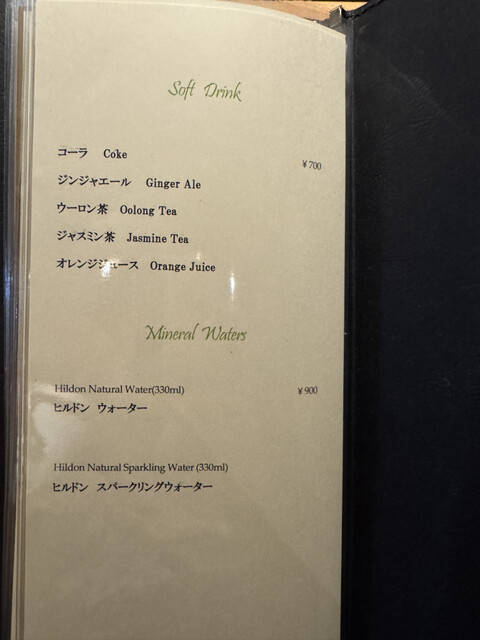 Soft Drink
コーラ Coke
¥700
ジンジャエール Ginger Ale
ウーロン茶 Oolong Tea
ジャスミン茶 Jasmine Tea
オレンジジュース Orange Juice
Mineral Waters
Hildon Natural Water(330ml)
¥900
ヒルドン ウォーター
Hildon Natural Sparkling Water (330ml)
ヒルドン スパークリングウォーター